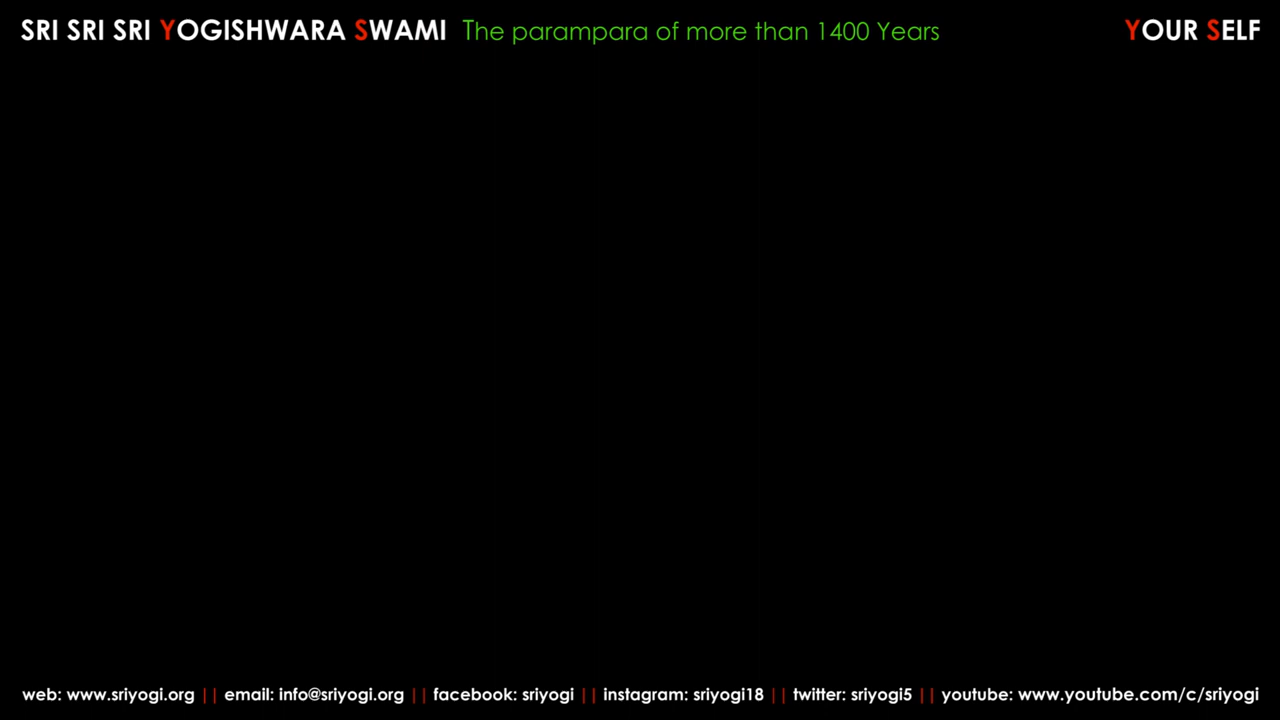 SRI SRI SRI YOGISHWARA SWAMI The parampara of more than 1400 Years YOUR SELF
web: www.sriyogi.org || email: info@sriyogi.org || facebook: sriyogi || instagram: sriyogi18 || twitter: sriyogi5 || youtube: www.youtube.com/c/sriyogi